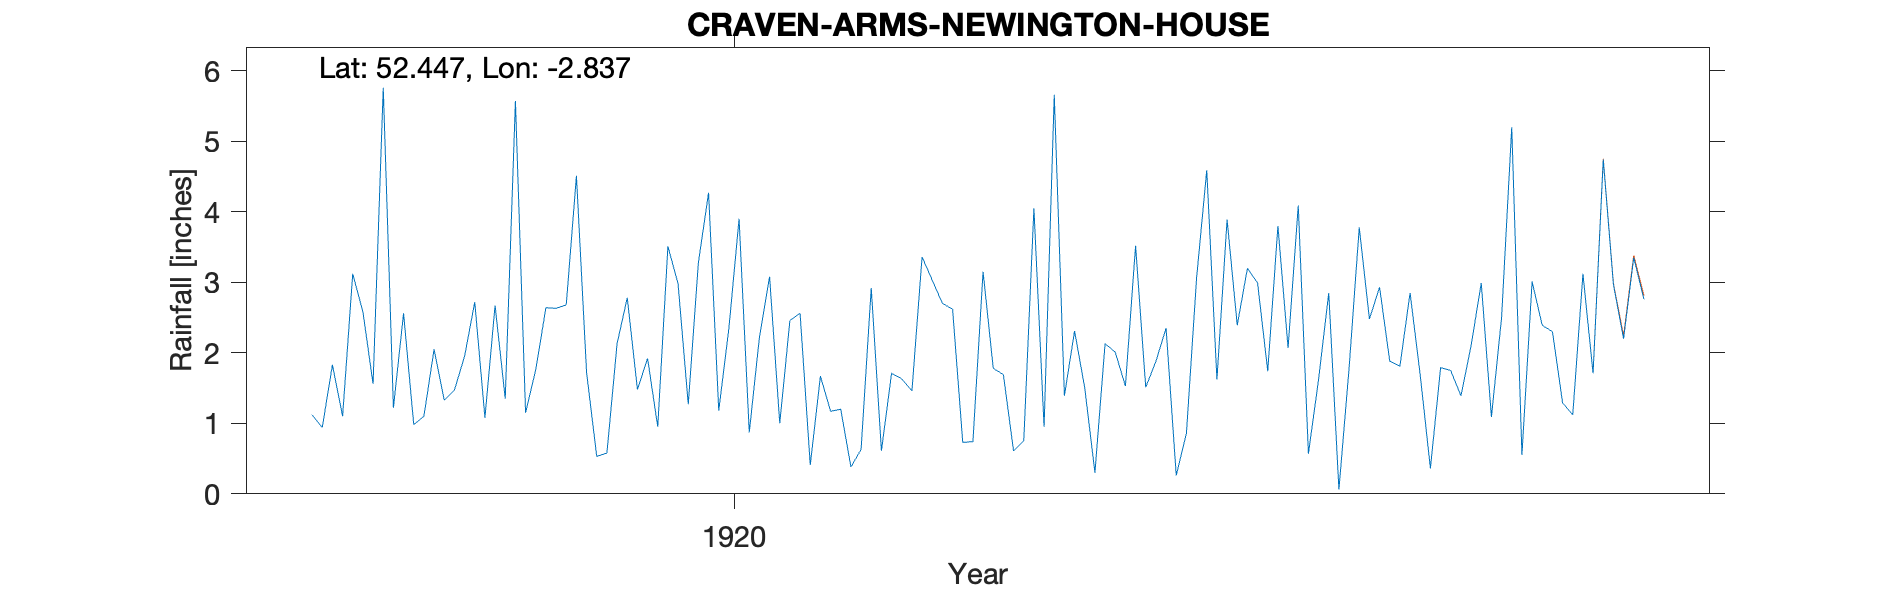 CRAVEN-ARMS-NEWINGTON-HOUSE
Lat: 52.447, Lon: -2.837
6
5
4
3
2
1
0
Rainfall [inches]
1920
Year